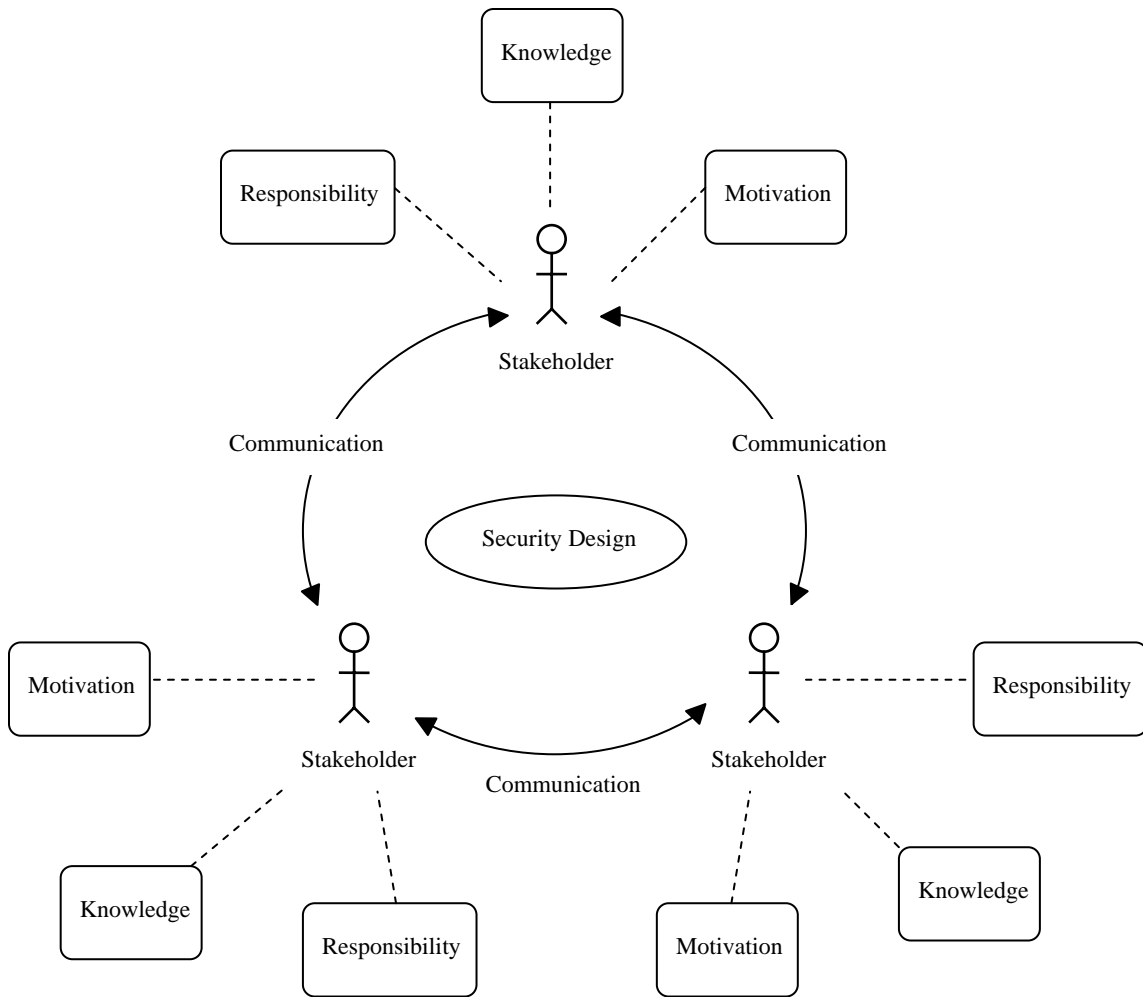 Knowledge
Responsibility
Motivation
Stakeholder
Communication
Communication
Security Design
Motivation
Responsibility
Stakeholder
Stakeholder
Communication
Knowledge
Knowledge
Responsibility
Motivation